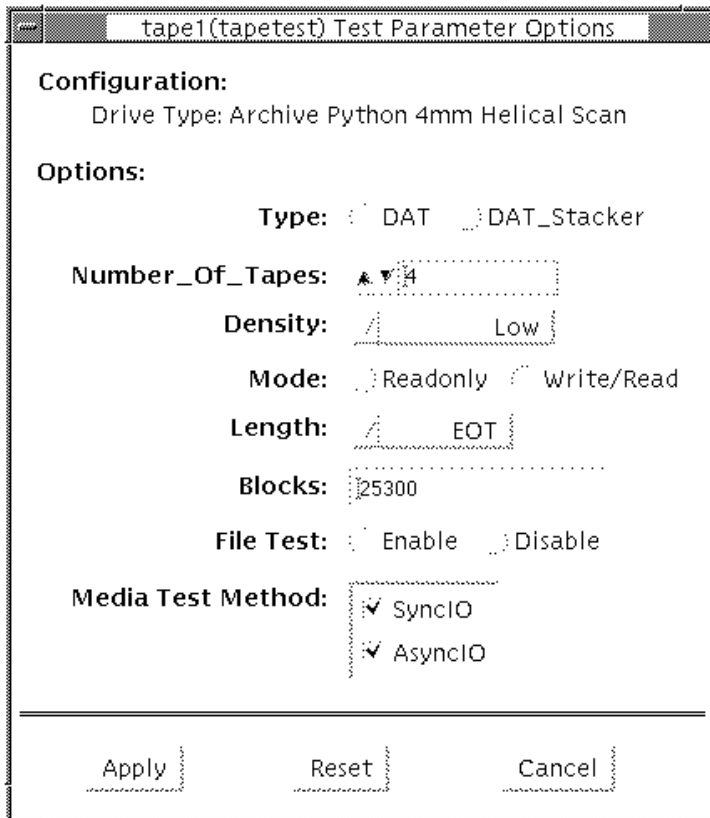 tape1(tapetest) Test Parameter Options
Configuration:
Drive Type: Archive Python 4mm Helical Scan
Options:
Type: DAT DAT_Stacker
Number_Of_Tapes: 4
Density: Low
Mode: Readonly Write/Read
Length: EOT
Blocks: 25300
File Test: Enable Disable
Media Test Method: SyncIO
AsyncIO
Apply Reset Cancel